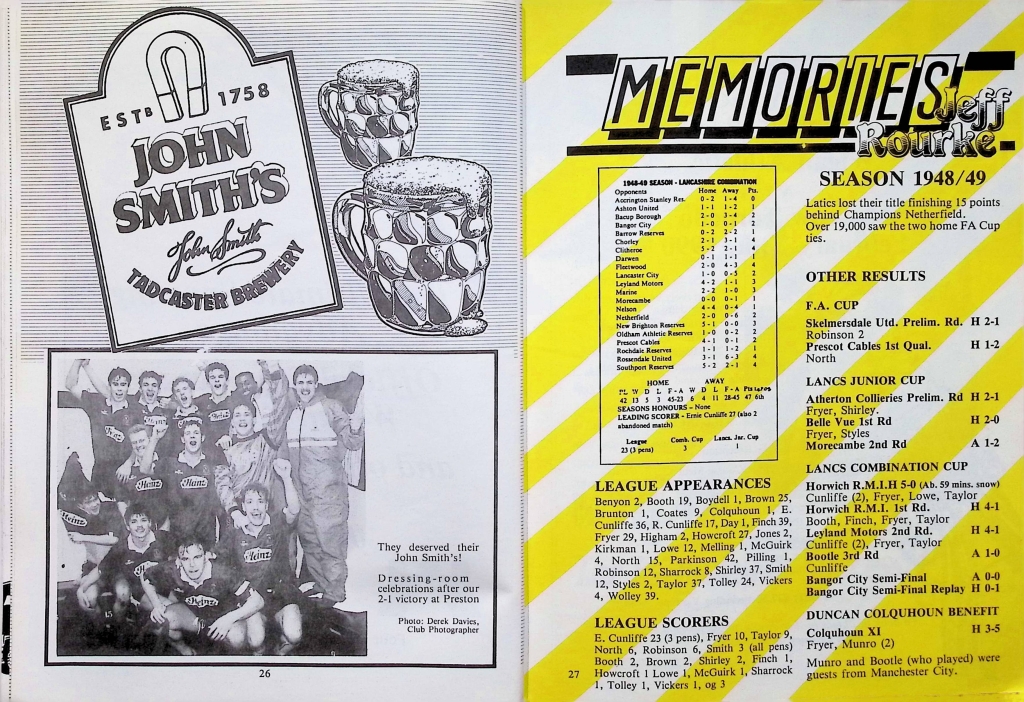 ESTB 1758
JOHN
SMITH'S
John Smith
TADCASTER BREWERY
Heinz
Heinz
Heinz
Heinz
Heinz
Heinz
Heinz
They deserved their
John Smith's!
Dressing-room
celebrations after our
2-1 victory at Preston
Photo: Derek Davies,
Club Photographer
26
MEMORIES
Jeff
Rourke
1948-49 SEASON - LANCASHIRE COMBINATION
Opponents Home Away Pts.
Accrington Stanley Res. 0 - 2 1 - 4 0
Ashton United 1 - 1 1 - 2 1
Bacup Borough 2 - 0 3 - 4 2
Bangor City 1 - 0 0 - 1 2
Barrow Reserves 0 - 2 2 - 2 1
Chorley 2 - 1 3 - 1 4
Clitheroe 5 - 2 2 - 1 4
Darwen 0 - 1 1 - 1 1
Fleetwood 2 - 0 4 - 3 4
Lancaster City 1 - 0 0 - 5 2
Leyland Motors 4 - 2 1 - 1 3
Marine 2 - 2 1 - 0 3
Morecambe 0 - 0 0 - 1 1
Nelson 4 - 4 0 - 4 1
Netherfield 2 - 0 0 - 6 2
New Brighton Reserves 5 - 1 0 - 0 3
Oldham Athletic Reserves 1 - 0 0 - 2 2
Prescot Cables 4 - 1 0 - 1 2
Rochdale Reserves 1 - 1 1 - 2 1
Rossendale United 3 - 1 6 - 3 4
Southport Reserves 5 - 2 2 - 1 4
HOME AWAY
PL W D L F - A W D L F - A Pts
42 13 5 3 45-23 6 4 11 28-45 47 6th
SEASONS HONOURS - None
LEADING SCORER - Ernie Cunliffe 27 (also 2
abandoned match)
League Comb. Cup Lancs. Jar. Cup
23 (3 pens) 3 1
LEAGUE APPEARANCES
Benyon 2, Booth 19, Boydell 1, Brown 25,
Brunton 1, Coates 9, Colquhoun 1, E.
Cunliffe 36, R. Cunliffe 17, Day 1, Finch 39,
Fryer 29, Higham 2, Howcroft 27, Jones 2,
Kirkman 1, Lowe 12, Melling 1, McGuirk
4, North 15, Parkinson 42, Pilling 1,
Robinson 12, Sharrock 8, Shirley 37, Smith
12, Styles 2, Taylor 37, Tolley 24, Vickers
4, Wolley 39.
LEAGUE SCORERS
E. Cunliffe 23 (3 pens), Fryer 10, Taylor 9,
North 6, Robinson 6, Smith 3 (all pens)
Booth 2, Brown 2, Shirley 2, Finch 1,
Howcroft 1 Lowe 1, McGuirk 1, Sharrock
1, Tolley 1, Vickers 1, og 3
27
SEASON 1948/49
Latics lost their title finishing 15 points
behind Champions Netherfield.
Over 19,000 saw the two home FA Cup
ties.
OTHER RESULTS
F.A. CUP
Skelmersdale Utd. Prelim. Rd. H 2-1
Robinson 2
Prescot Cables 1st Qual. H 1-2
North
LANCS JUNIOR CUP
Atherton Collieries Prelim. Rd H 2-1
Fryer, Shirley.
Belle Vue 1st Rd H 2-0
Fryer, Styles
Morecambe 2nd Rd A 1-2
LANCS COMBINATION CUP
Horwich R.M.I.H 5-0 (Ab. 59 mins. snow)
Cunliffe (2), Fryer, Lowe, Taylor
Horwich R.M.I. 1st Rd. H 4-1
Booth, Finch, Fryer, Taylor
Leyland Motors 2nd Rd. H 4-1
Cunliffe (2), Fryer, Taylor
Bootle 3rd Rd A 1-0
Cunliffe
Bangor City Semi-Final A 0-0
Bangor City Semi-Final Replay H 0-1
DUNCAN COLQUHOUN BENEFIT
Colquhoun XI H 3-5
Fryer, Munro (2)
Munro and Bootle (who played) were
guests from Manchester City.